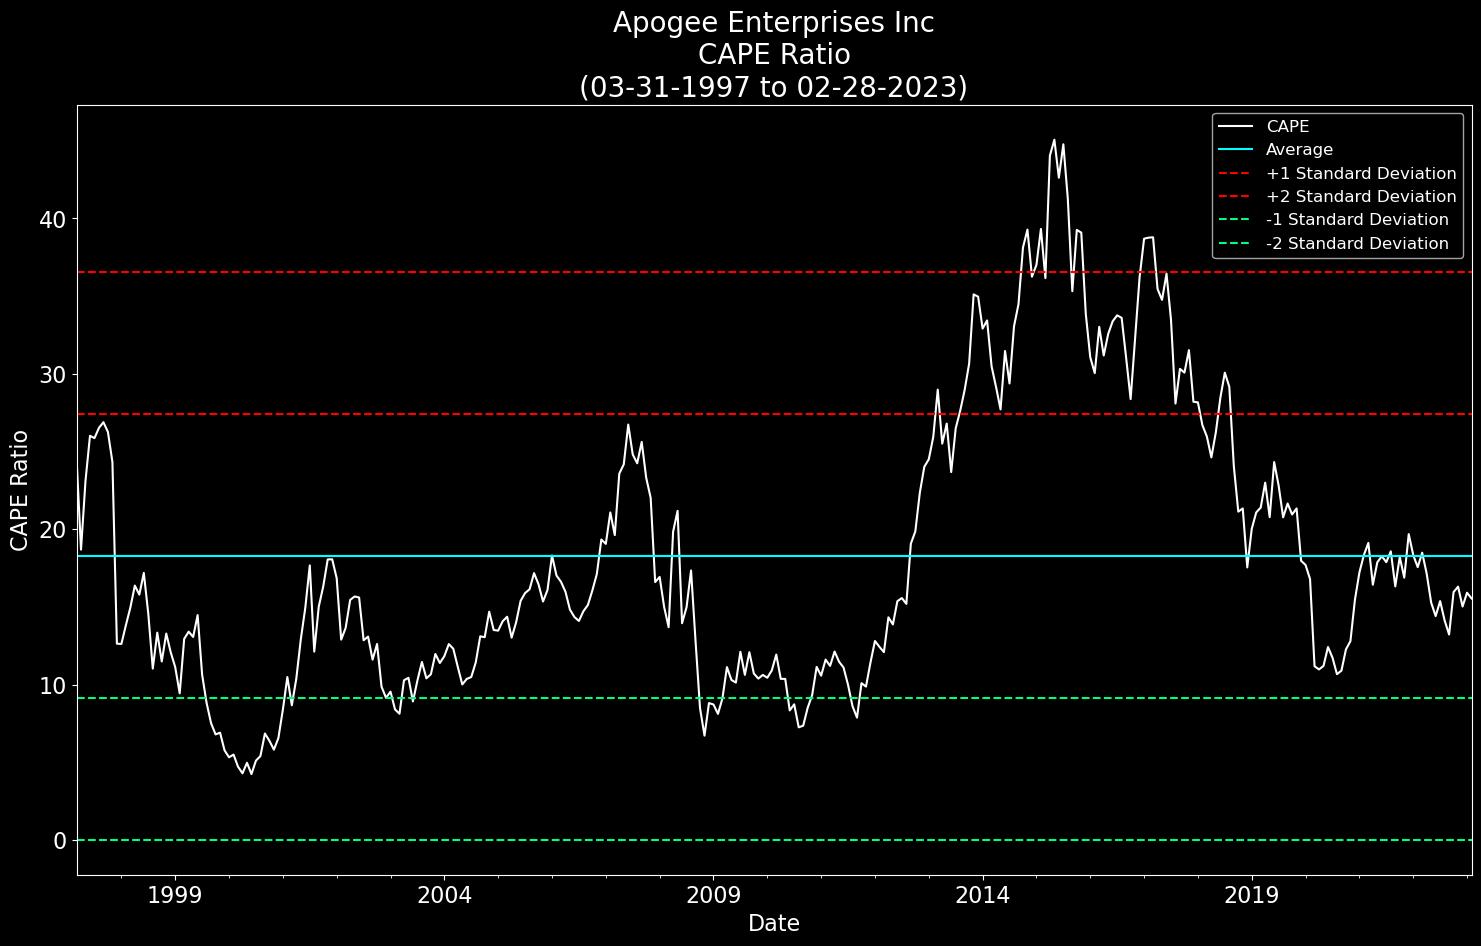 Apogee Enterprises Inc
CAPE Ratio
(03-31-1997 to 02-28-2023)
CAPE
Average
+1 Standard Deviation
+2 Standard Deviation
-1 Standard Deviation
-2 Standard Deviation
CAPE Ratio
40
30
20
10
0
1999
2004
2009
2014
2019
Date